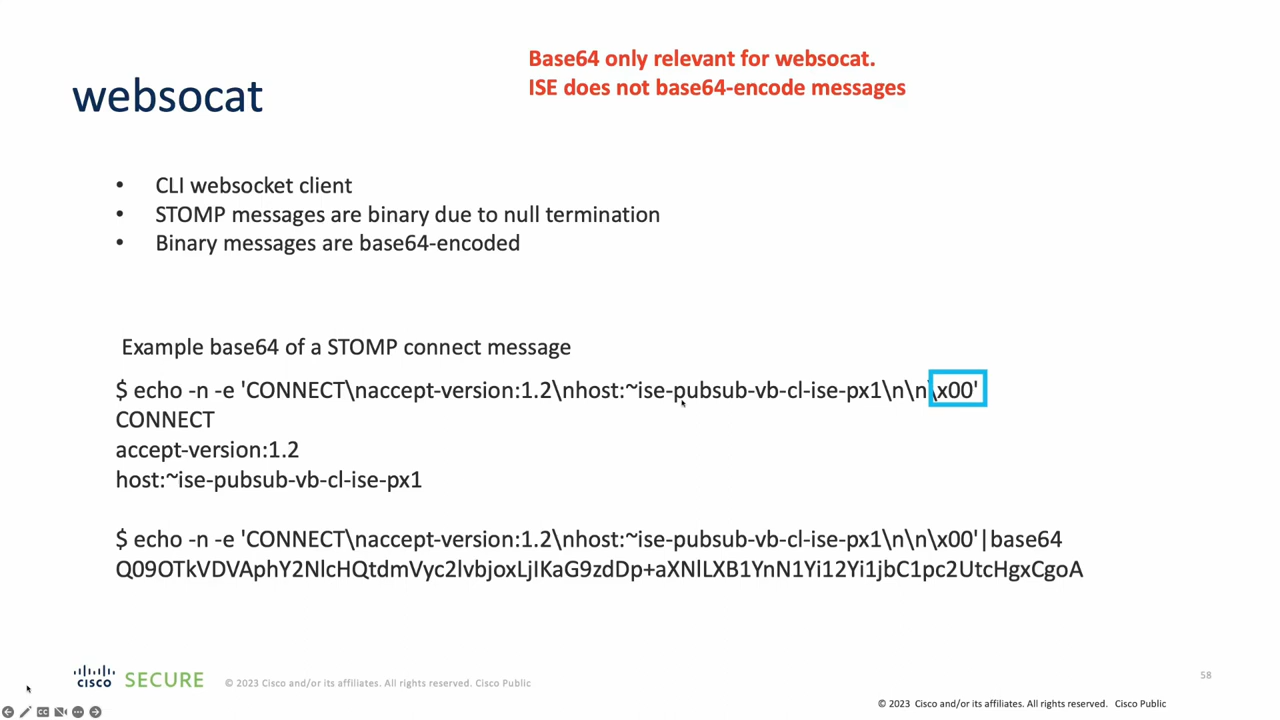 Base64 only relevant for websocat.
ISE does not base64-encode messages
websocat
• CLI websocket client
• STOMP messages are binary due to null termination
• Binary messages are base64-encoded
Example base64 of a STOMP connect message
$ echo -n -e 'CONNECT\naccept-version:1.2\nhost:~ise-pubsub-vb-cl-ise-px1\n\n\x00'
CONNECT
accept-version:1.2
host:~ise-pubsub-vb-cl-ise-px1
$ echo -n -e 'CONNECT\naccept-version:1.2\nhost:~ise-pubsub-vb-cl-ise-px1\n\n\x00'|base64
Q09OTkVDVAphY2NlcHQtdmVyc2lvbjoxLjIKaG9zdDp+aXNlLXB1YnN1Yi12Yi1jbC1pc2UtcHgxCgoA
CISCO SECURE © 2023 Cisco and/or its affiliates. All rights reserved. Cisco Public
58
© 2023 Cisco and/or its affiliates. All rights reserved. Cisco Public